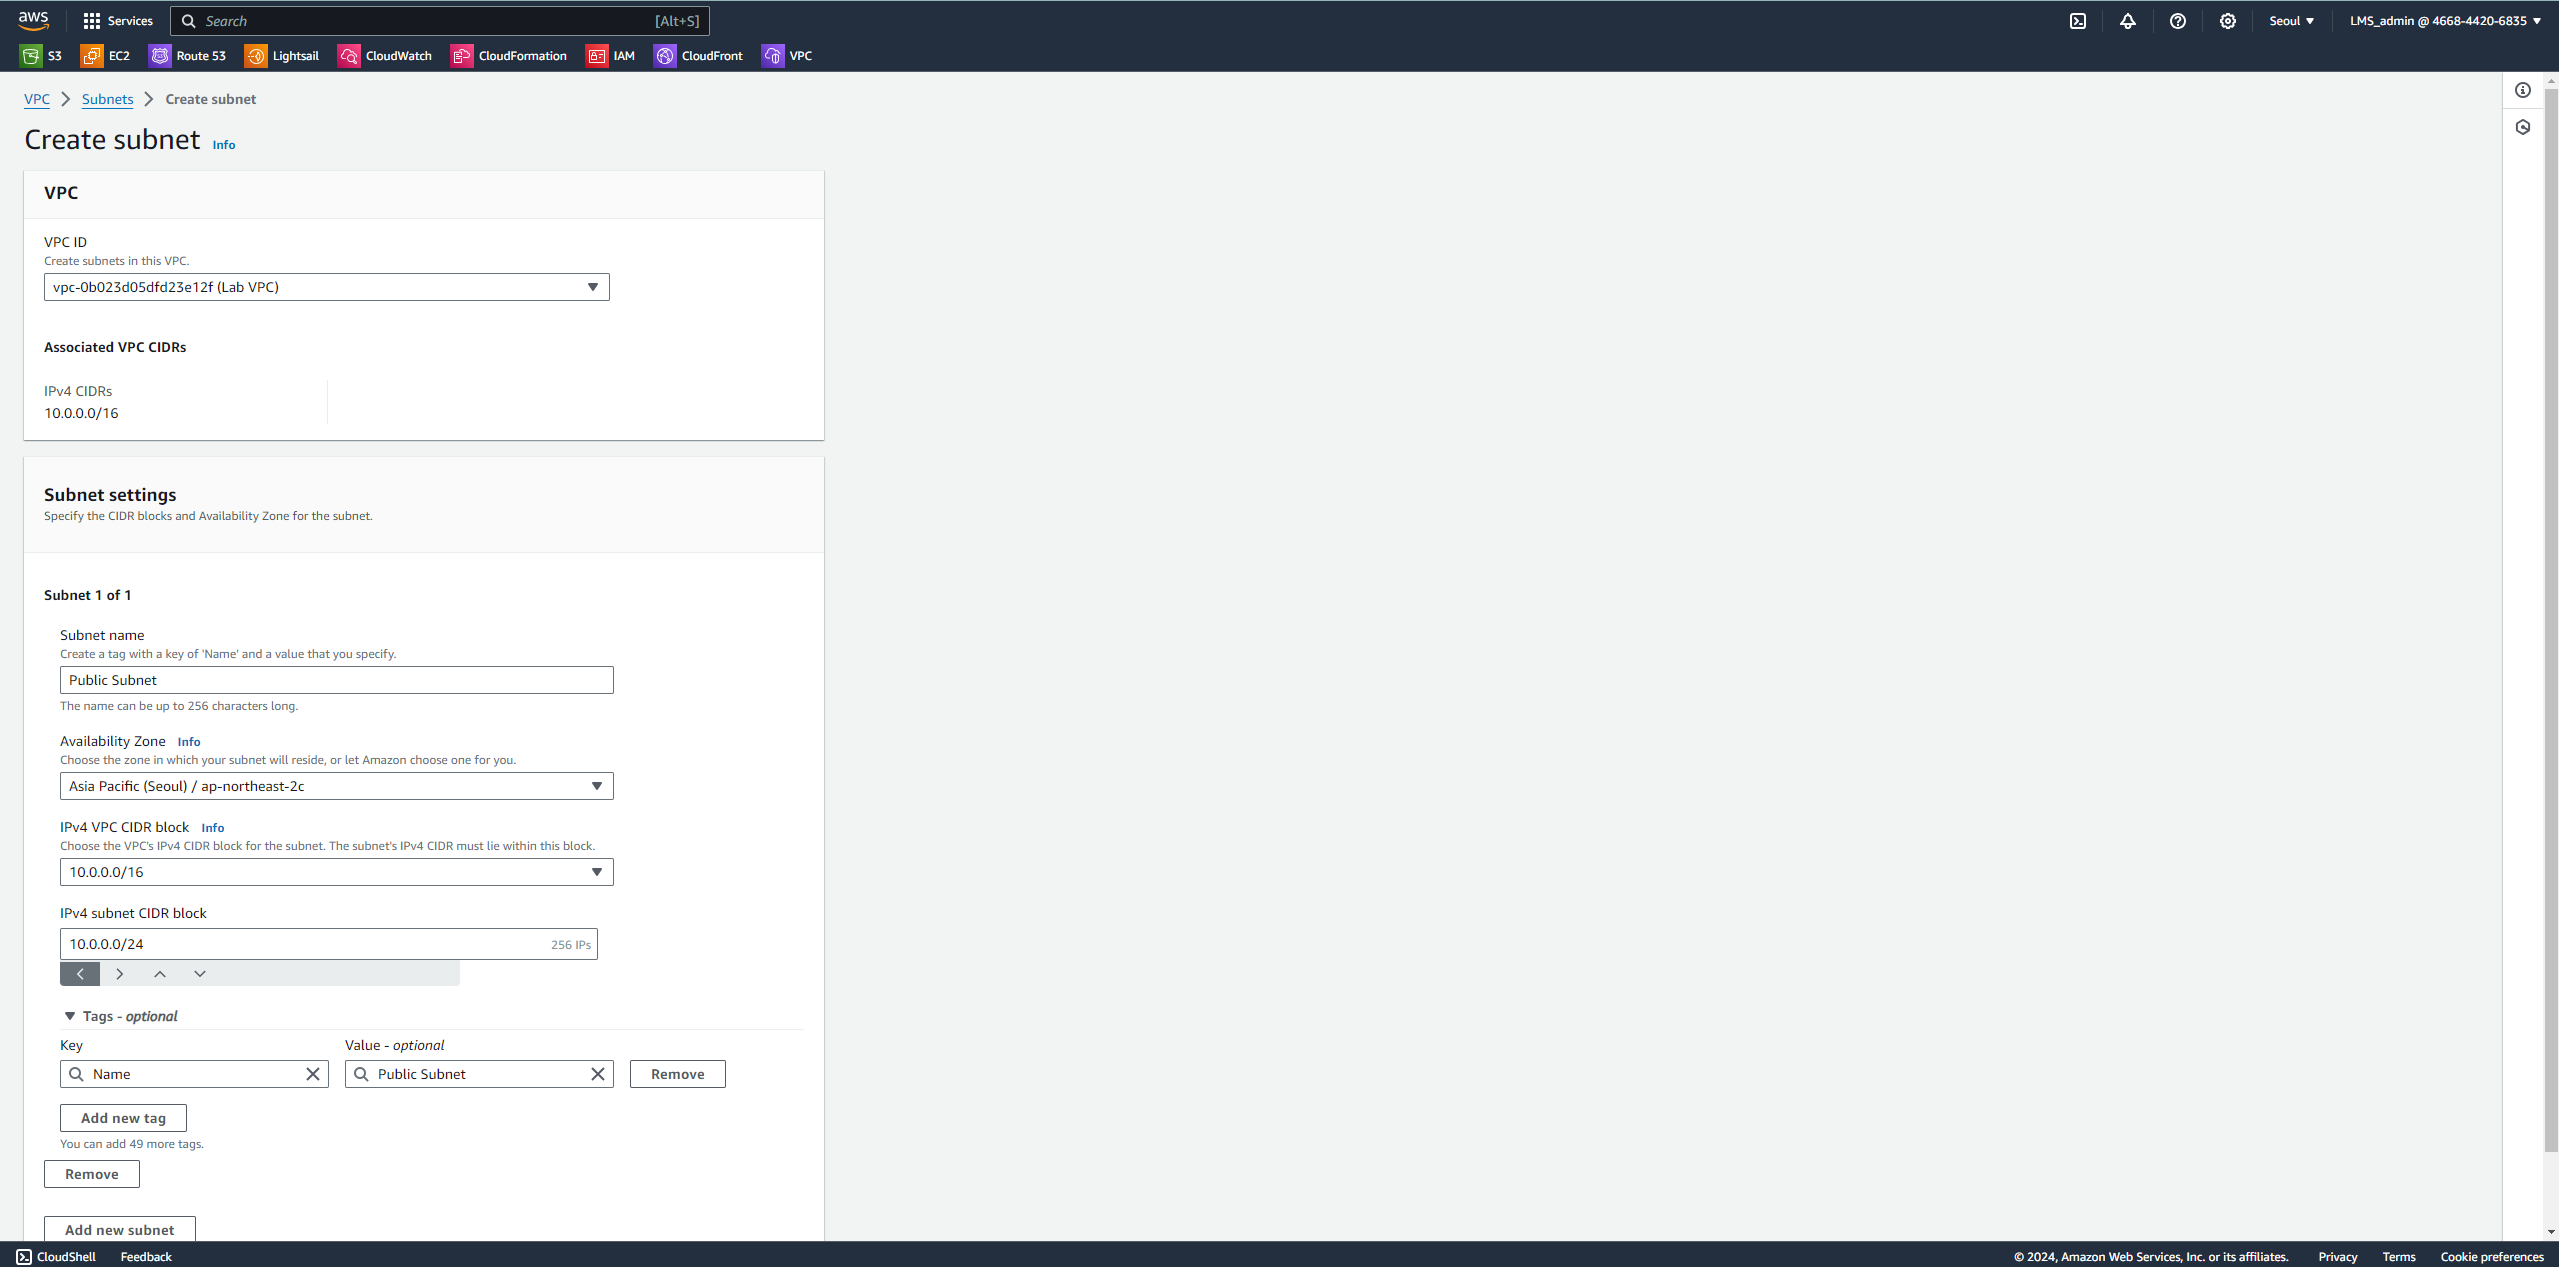 aws
Services
Search
[Alt+S]
Seoul
LMS_admin @ 4668-4420-6835
S3
EC2
Route 53
Lightsail
CloudWatch
CloudFormation
IAM
CloudFront
VPC
VPC
Subnets
Create subnet
Create subnet Info
VPC
VPC ID
Create subnets in this VPC.
vpc-0b023d05dfd23e12f (Lab VPC)
Associated VPC CIDRs
IPv4 CIDRs
10.0.0.0/16
Subnet settings
Specify the CIDR blocks and Availability Zone for the subnet.
Subnet 1 of 1
Subnet name
Create a tag with a key of 'Name' and a value that you specify.
Public Subnet
The name can be up to 256 characters long.
Availability Zone Info
Choose the zone in which your subnet will reside, or let Amazon choose one for you.
Asia Pacific (Seoul) / ap-northeast-2c
IPv4 VPC CIDR block Info
Choose the VPC's IPv4 CIDR block for the subnet. The subnet's IPv4 CIDR must lie within this block.
10.0.0.0/16
IPv4 subnet CIDR block
10.0.0.0/24
256 IPs
Tags - optional
Key
Value - optional
Name
Public Subnet
Remove
Add new tag
You can add 49 more tags.
Remove
Add new subnet
CloudShell
Feedback
© 2024, Amazon Web Services, Inc. or its affiliates.
Privacy
Terms
Cookie preferences